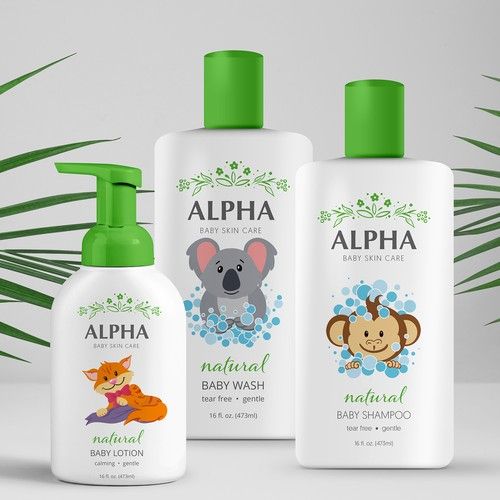 ALPHA
BABY SKIN CARE
natural
BABY LOTION
calming • gentle
16 fl. oz. (473ml)
ALPHA
BABY SKIN CARE
natural
BABY WASH
tear free • gentle
16 fl. oz. (473ml)
ALPHA
BABY SKIN CARE
natural
BABY SHAMPOO
tear free • gentle
16 fl. oz. (473ml)